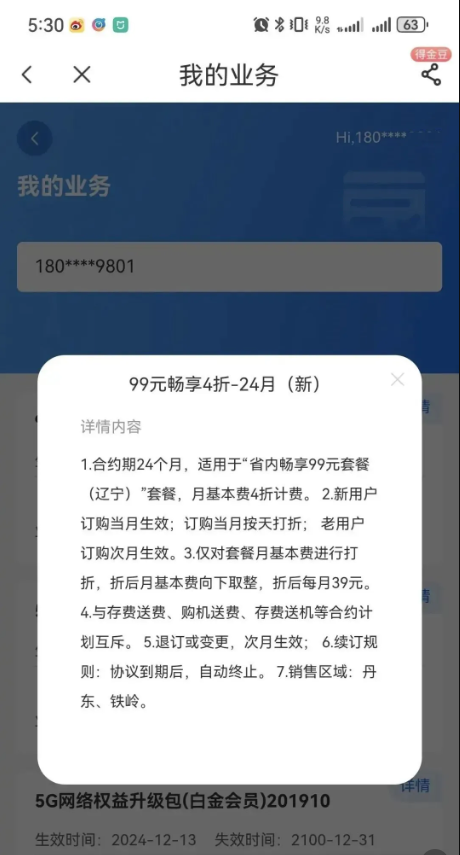 5:30
9.8
K/s
63
得金豆
我的业务
Hi,180****
我的业务
180****9801
99元畅享4折-24月（新）
详情内容
1.合约期24个月，适用于“省内畅享99元套餐
（辽宁）”套餐，月基本费4折计费。 2.新用户
订购当月生效；订购当月按天打折； 老用户
订购次月生效。3.仅对套餐月基本费进行打
折，折后月基本费向下取整，折后每月39元。
4.与存费送费、购机送费、存费送机等合约计
划互斥。 5.退订或变更，次月生效； 6.续订规
则：协议到期后，自动终止。 7.销售区域：丹
东、铁岭。
详情
5G网络权益升级包(白金会员)201910
生效时间：2024-12-13 失效时间：2100-12-31